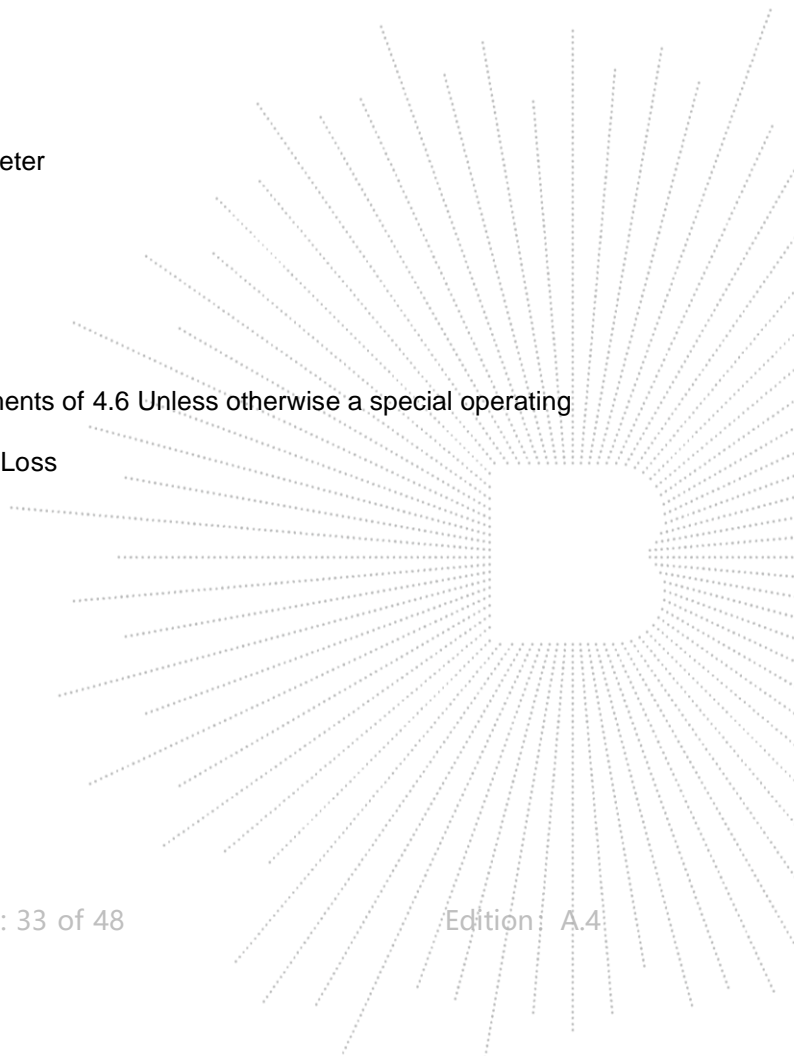 eter
nents of 4.6 Unless otherwise a special operating
Loss
: 33 of 48 Edition: A.4